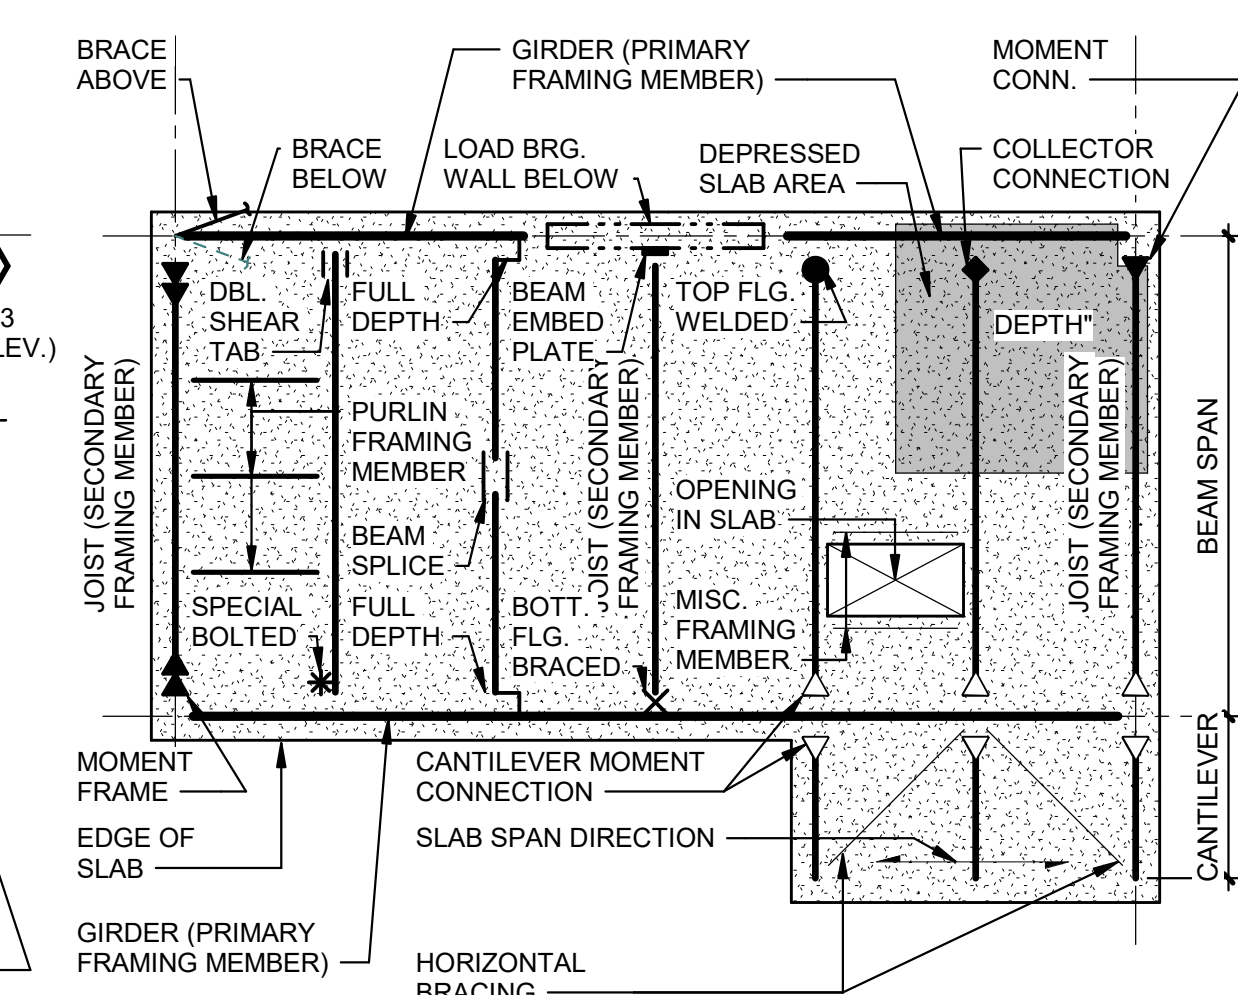 BRACE
ABOVE
GIRDER (PRIMARY
FRAMING MEMBER)
MOMENT
CONN.
BRACE
BELOW
LOAD BRG.
WALL BELOW
DEPRESSED
SLAB AREA
COLLECTOR
CONNECTION
3
LEV.)
DBL.
SHEAR
TAB
FULL
DEPTH
BEAM
EMBED
PLATE
TOP FLG.
WELDED
DEPTH"
JOIST (SECONDARY
FRAMING MEMBER)
PURLIN
FRAMING
MEMBER
JOIST (SECONDARY
FRAMING MEMBER)
JOIST (SECONDARY
FRAMING MEMBER)
BEAM SPAN
OPENING
IN SLAB
BEAM
SPLICE
SPECIAL
BOLTED
FULL
DEPTH
BOTT.
FLG.
BRACED
MISC.
FRAMING
MEMBER
MOMENT
FRAME
CANTILEVER MOMENT
CONNECTION
CANTILEVER
EDGE OF
SLAB
SLAB SPAN DIRECTION
GIRDER (PRIMARY
FRAMING MEMBER)
HORIZONTAL
BRACING